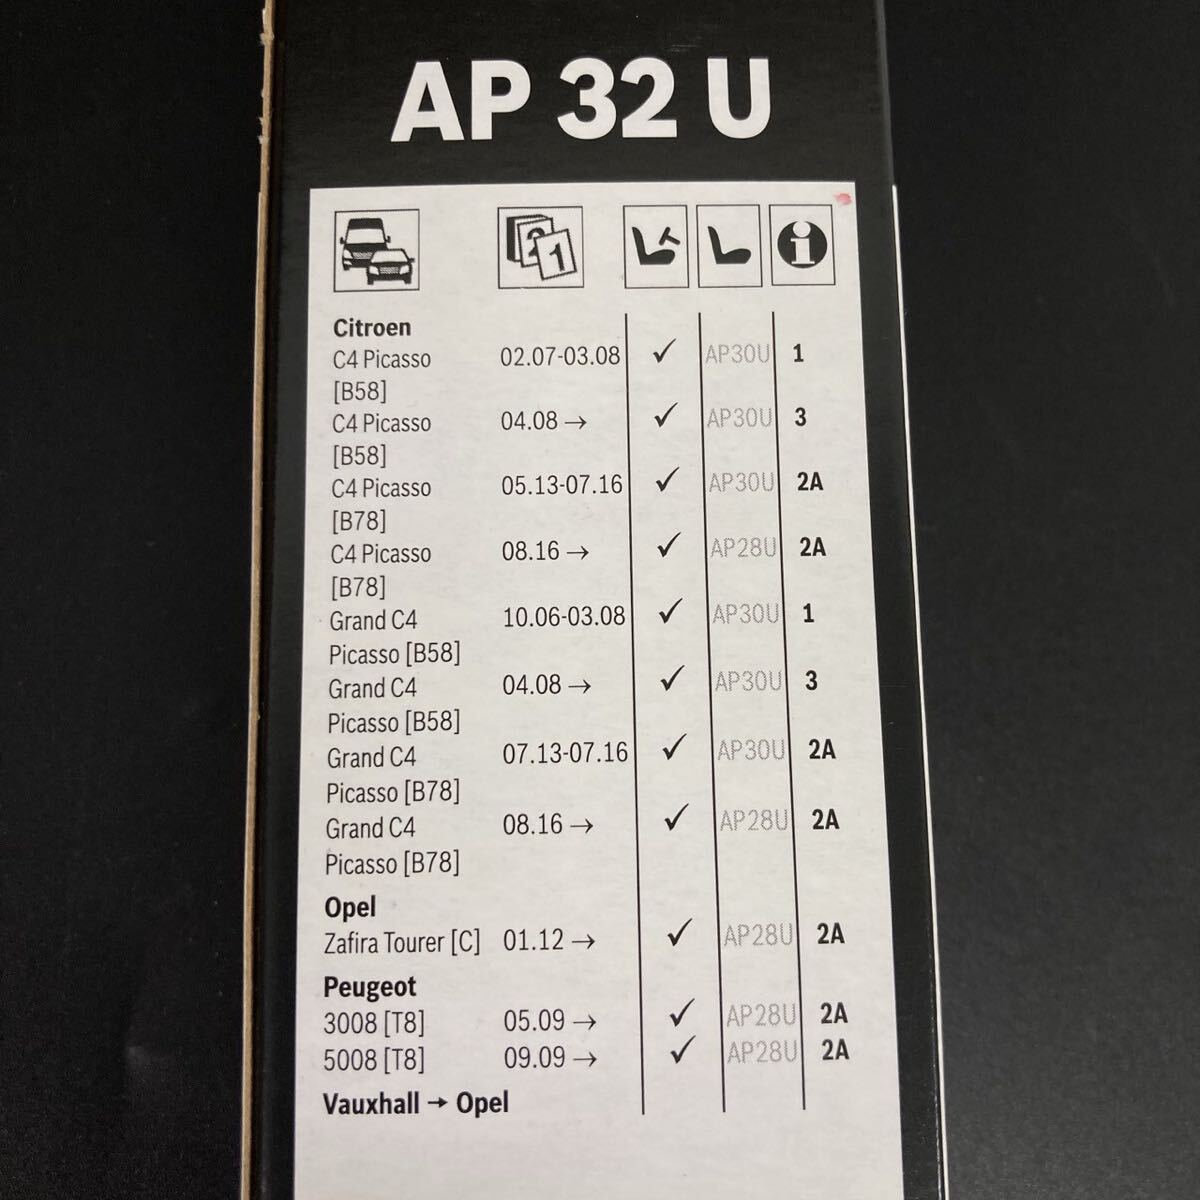 AP 32 U
2 1
i
Citroen
C4 Picasso 02.07-03.08 ✓ AP30U 1
[B58]
C4 Picasso 04.08 → ✓ AP30U 3
[B58]
C4 Picasso 05.13-07.16 ✓ AP30U 2A
[B78]
C4 Picasso 08.16 → ✓ AP28U 2A
[B78]
Grand C4 10.06-03.08 ✓ AP30U 1
Picasso [B58]
Grand C4 04.08 → ✓ AP30U 3
Picasso [B58]
Grand C4 07.13-07.16 ✓ AP30U 2A
Picasso [B78]
Grand C4 08.16 → ✓ AP28U 2A
Picasso [B78]
Opel
Zafira Tourer [C] 01.12 → ✓ AP28U 2A
Peugeot
3008 [T8] 05.09 → ✓ AP28U 2A
5008 [T8] 09.09 → ✓ AP28U 2A
Vauxhall → Opel